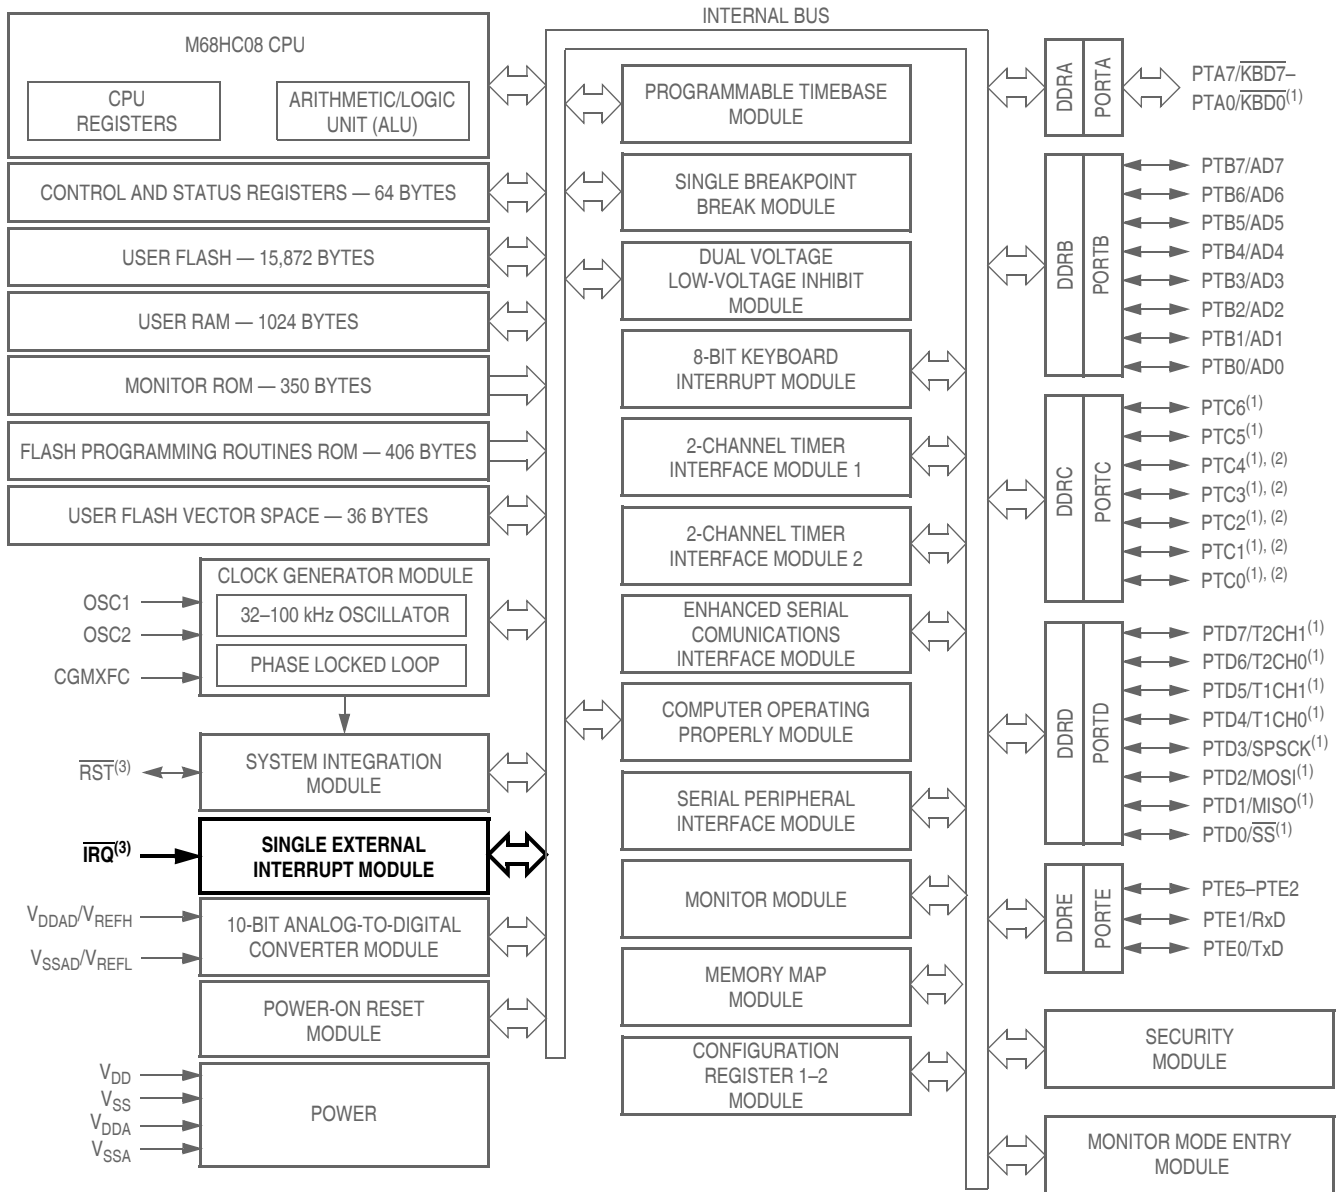 INTERNAL BUS
M68HC08 CPU
CPU
REGISTERS
ARITHMETIC/LOGIC
UNIT (ALU)
CONTROL AND STATUS REGISTERS — 64 BYTES
USER FLASH — 15,872 BYTES
USER RAM — 1024 BYTES
MONITOR ROM — 350 BYTES
FLASH PROGRAMMING ROUTINES ROM — 406 BYTES
USER FLASH VECTOR SPACE — 36 BYTES
CLOCK GENERATOR MODULE
32–100 kHz OSCILLATOR
PHASE LOCKED LOOP
OSC1
OSC2
CGMXFC
SYSTEM INTEGRATION
MODULE
RST(3)
SINGLE EXTERNAL
INTERRUPT MODULE
IRQ(3)
10-BIT ANALOG-TO-DIGITAL
CONVERTER MODULE
VDDAD/VREFH
VSSAD/VREFL
POWER-ON RESET
MODULE
POWER
VDD
VSS
VDDA
VSSA
PROGRAMMABLE TIMEBASE
MODULE
SINGLE BREAKPOINT
BREAK MODULE
DUAL VOLTAGE
LOW-VOLTAGE INHIBIT
MODULE
8-BIT KEYBOARD
INTERRUPT MODULE
2-CHANNEL TIMER
INTERFACE MODULE 1
2-CHANNEL TIMER
INTERFACE MODULE 2
ENHANCED SERIAL
COMUNICATIONS
INTERFACE MODULE
COMPUTER OPERATING
PROPERLY MODULE
SERIAL PERIPHERAL
INTERFACE MODULE
MONITOR MODULE
MEMORY MAP
MODULE
CONFIGURATION
REGISTER 1–2
MODULE
DDRA
PORTA
PTA7/KBD7–
PTA0/KBD0(1)
DDRB
PORTB
PTB7/AD7
PTB6/AD6
PTB5/AD5
PTB4/AD4
PTB3/AD3
PTB2/AD2
PTB1/AD1
PTB0/AD0
DDRC
PORTC
PTC6(1)
PTC5(1)
PTC4(1), (2)
PTC3(1), (2)
PTC2(1), (2)
PTC1(1), (2)
PTC0(1), (2)
DDRD
PORTD
PTD7/T2CH1(1)
PTD6/T2CH0(1)
PTD5/T1CH1(1)
PTD4/T1CH0(1)
PTD3/SPSCK(1)
PTD2/MOSI(1)
PTD1/MISO(1)
PTD0/SS(1)
DDRE
PORTE
PTE5–PTE2
PTE1/RxD
PTE0/TxD
SECURITY
MODULE
MONITOR MODE ENTRY
MODULE